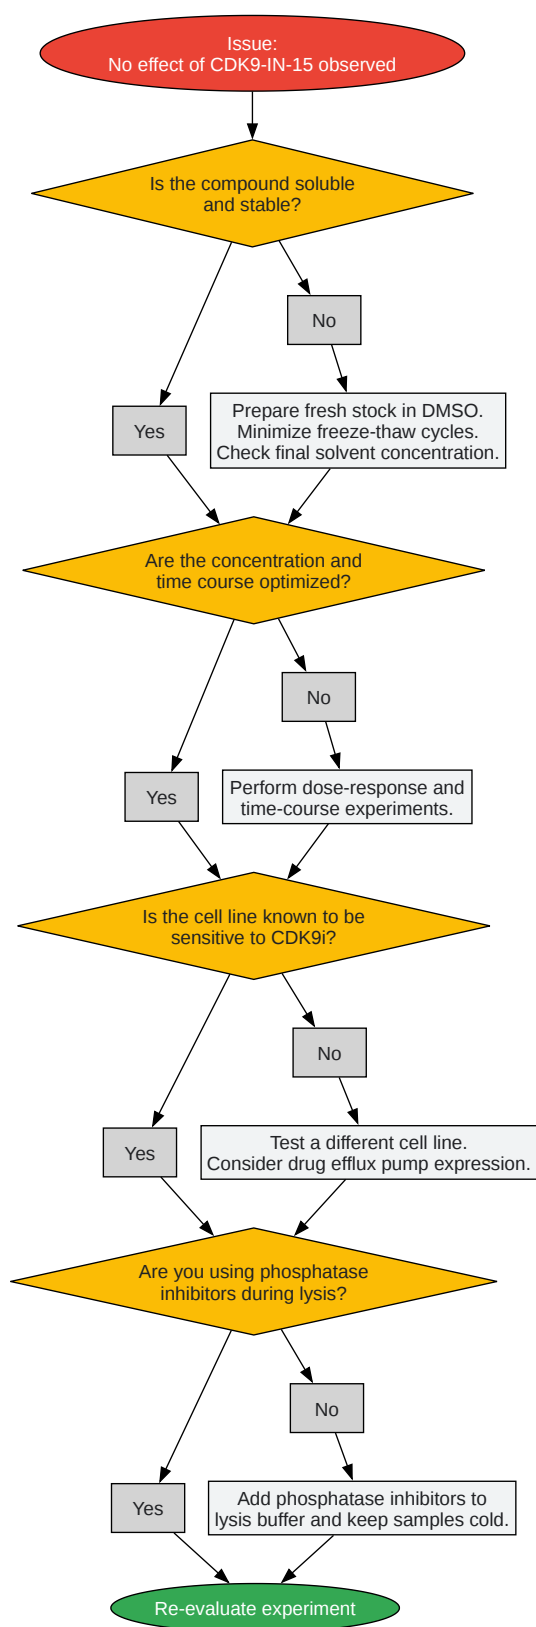 Issue:
No effect of CDK9-IN-15 observed
Is the compound soluble
and stable?
No
Yes
Prepare fresh stock in DMSO.
Minimize freeze-thaw cycles.
Check final solvent concentration.
Are the concentration and
time course optimized?
No
Yes
Perform dose-response and
time-course experiments.
Is the cell line known to be
sensitive to CDK9i?
No
Yes
Test a different cell line.
Consider drug efflux pump expression.
Are you using phosphatase
inhibitors during lysis?
No
Yes
Add phosphatase inhibitors to
lysis buffer and keep samples cold.
Re-evaluate experiment